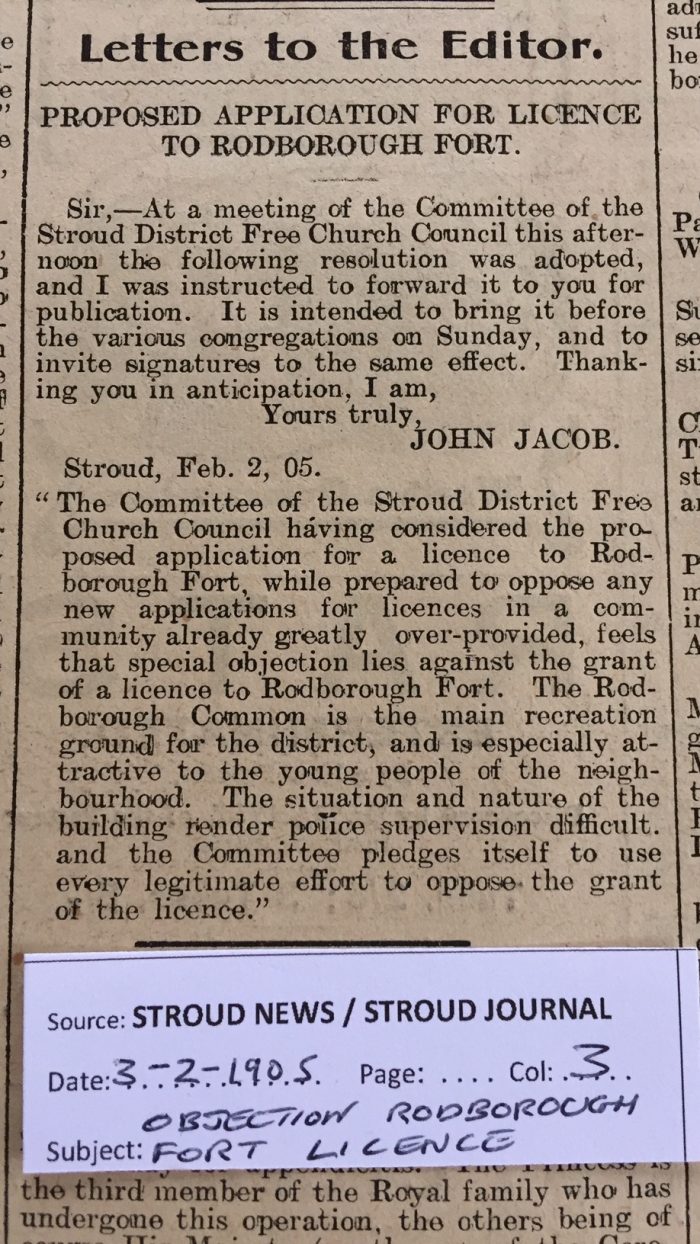 Letters to the Editor.
PROPOSED APPLICATION FOR LICENCE
TO RODBOROUGH FORT.
Sir,—At a meeting of the Committee of the
Stroud District Free Church Council this after-
noon the following resolution was adopted,
and I was instructed to forward it to you for
publication. It is intended to bring it before
the various congregations on Sunday, and to
invite signatures to the same effect. Thank-
ing you in anticipation, I am,
Yours truly,
JOHN JACOB.
Stroud, Feb. 2, 05.
"The Committee of the Stroud District Free
Church Council having considered the pro-
posed application for a licence to Rod-
borough Fort, while prepared to oppose any
new applications for licences in a com-
munity already greatly over-provided, feels
that special objection lies against the grant
of a licence to Rodborough Fort. The Rod-
borough Common is the main recreation
ground for the district, and is especially at-
tractive to the young people of the neigh-
bourhood. The situation and nature of the
building render police supervision difficult.
and the Committee pledges itself to use
every legitimate effort to oppose the grant
of the licence."
Source: STROUD NEWS / STROUD JOURNAL
Date: 3.-2-.190.5. Page: .... Col: .3..
OBJECTION RODBOROUGH
Subject: FORT LICENCE
The Princess is
the third member of the Royal family who has
undergone this operation, the others being of